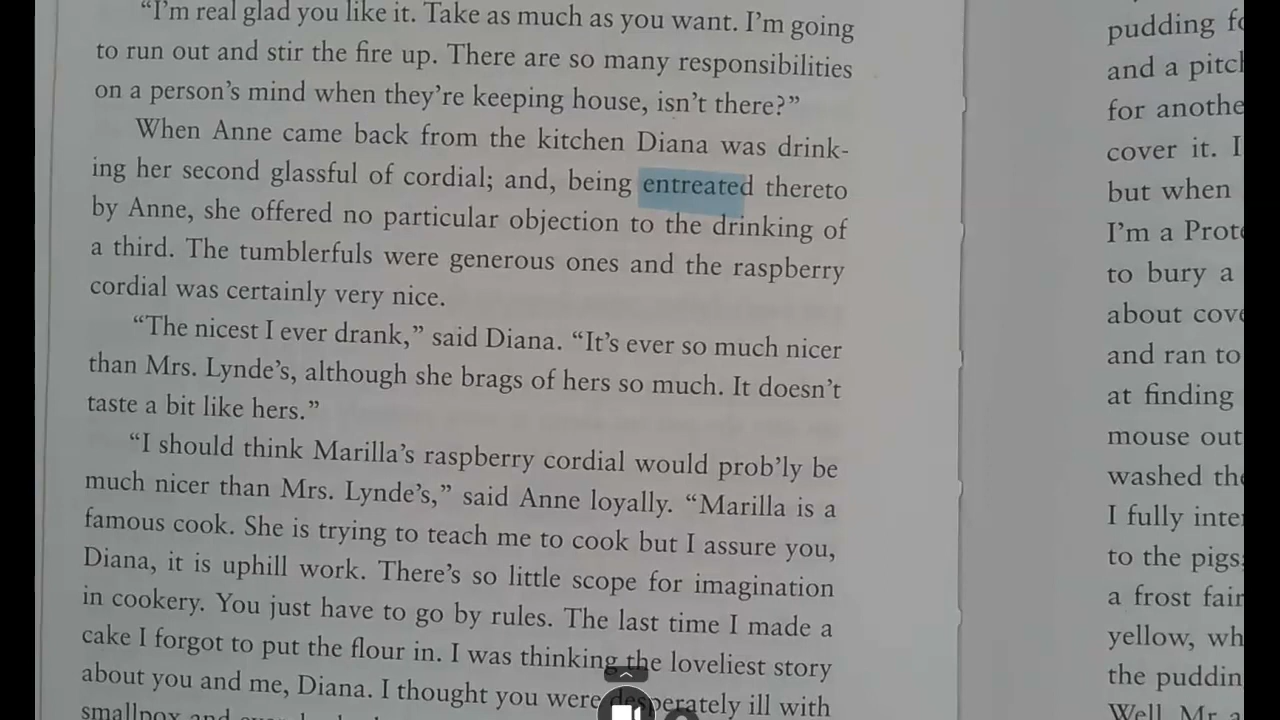 “I’m real glad you like it. Take as much as you want. I’m going
to run out and stir the fire up. There are so many responsibilities
on a person’s mind when they’re keeping house, isn’t there?”
When Anne came back from the kitchen Diana was drink-
ing her second glassful of cordial; and, being entreated thereto
by Anne, she offered no particular objection to the drinking of
a third. The tumblerfuls were generous ones and the raspberry
cordial was certainly very nice.
“The nicest I ever drank,” said Diana. “It’s ever so much nicer
than Mrs. Lynde’s, although she brags of hers so much. It doesn’t
taste a bit like hers.”
“I should think Marilla’s raspberry cordial would prob’ly be
much nicer than Mrs. Lynde’s,” said Anne loyally. “Marilla is a
famous cook. She is trying to teach me to cook but I assure you,
Diana, it is uphill work. There’s so little scope for imagination
in cookery. You just have to go by rules. The last time I made a
cake I forgot to put the flour in. I was thinking the loveliest story
about you and me, Diana. I thought you were desperately ill with
smallpox and
pudding
and a
for
cover it. I
but when
I’m a
to bury a
about
and ran to
at finding
mouse out
washed
I fully
to the pigs
a frost
yellow,
the
Well, Mr